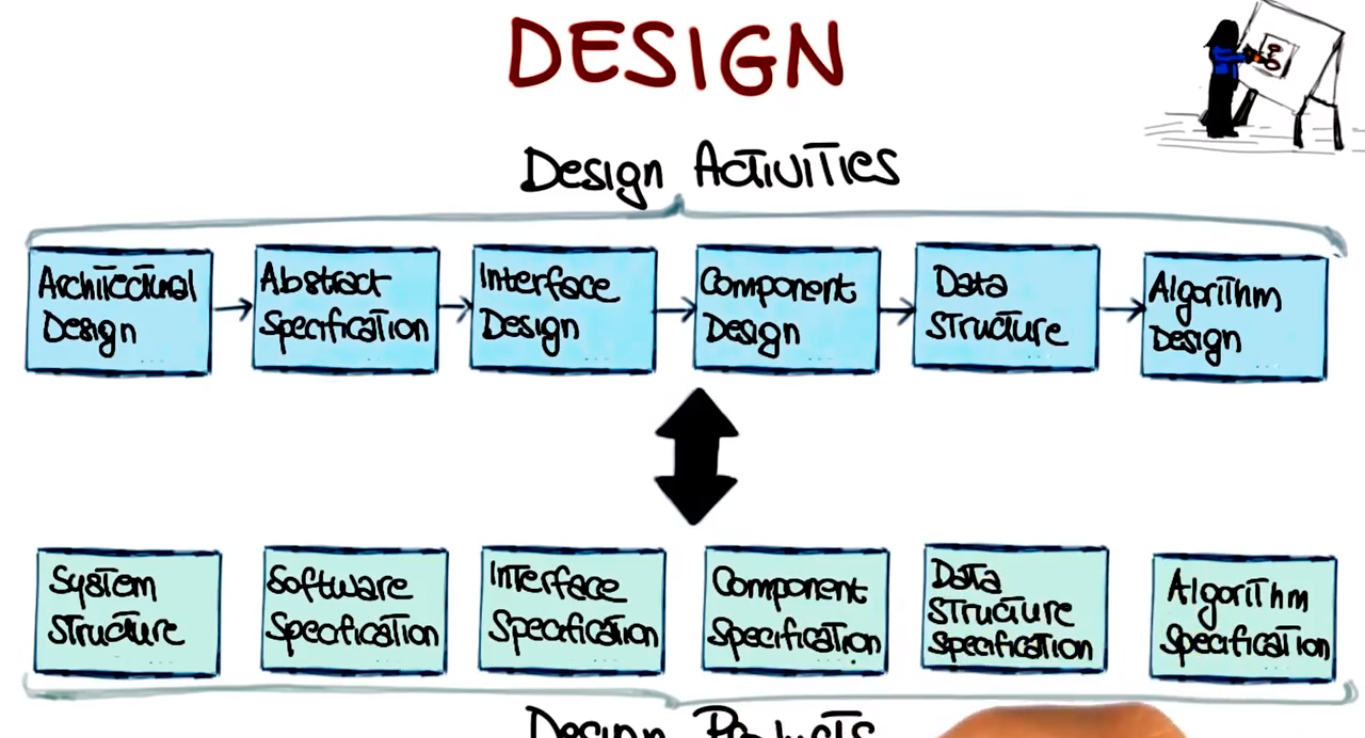 DESIGN
Design Activities
Architectural
Design
Abstract
Specification
Interface
Design
Component
Design
Data
Structure
Algorithm
Design
System
Structure
Software
Specification
Interface
Specification
Component
Specification
Data
Structure
Specification
Algorithm
Specification
Design Products